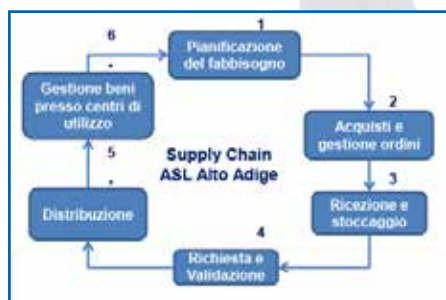 6
1
Pianificazione
del fabbisogno
Gestione beni
presso centri di
utilizzo
2
Acquisti e
gestione ordini
Supply Chain
ASL Alto Adige
5
3
Distribuzione
Ricezione e
stoccaggio
4
Richiesta e
Validazione